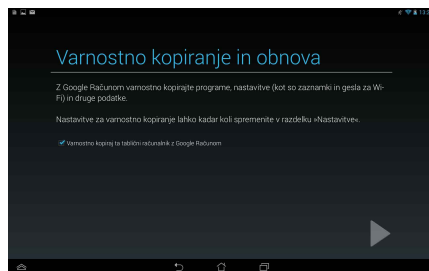 Varnostno kopiranje in obnova
Z Google Računom varnostno kopirajte programe, nastavitve (kot so zaznamki in gesla za Wi-
Fi) in druge podatke.
Nastavitve za varnostno kopiranje lahko kadar koli spremenite v razdelku »Nastavitve«.
Varnostno kopiraj ta tablični računalnik z Google Računom